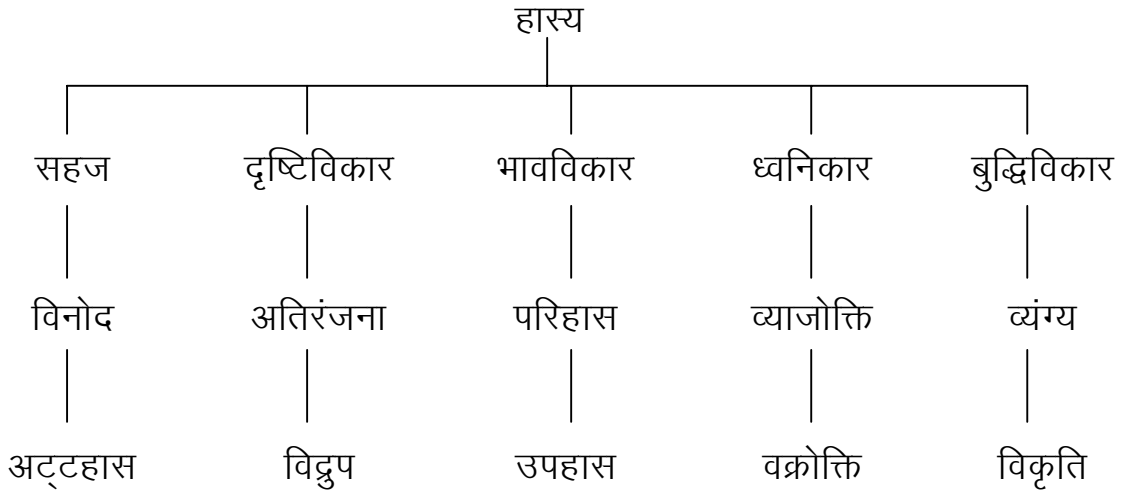 हास्य
सहज दृष्टिविकार भावविकार ध्वनिकार बुद्धिविकार
विनोद अतिरंजना परिहास व्याजोक्ति व्यंग्य
अट्टहास विद्रुप उपहास वक्रोक्ति विकृति